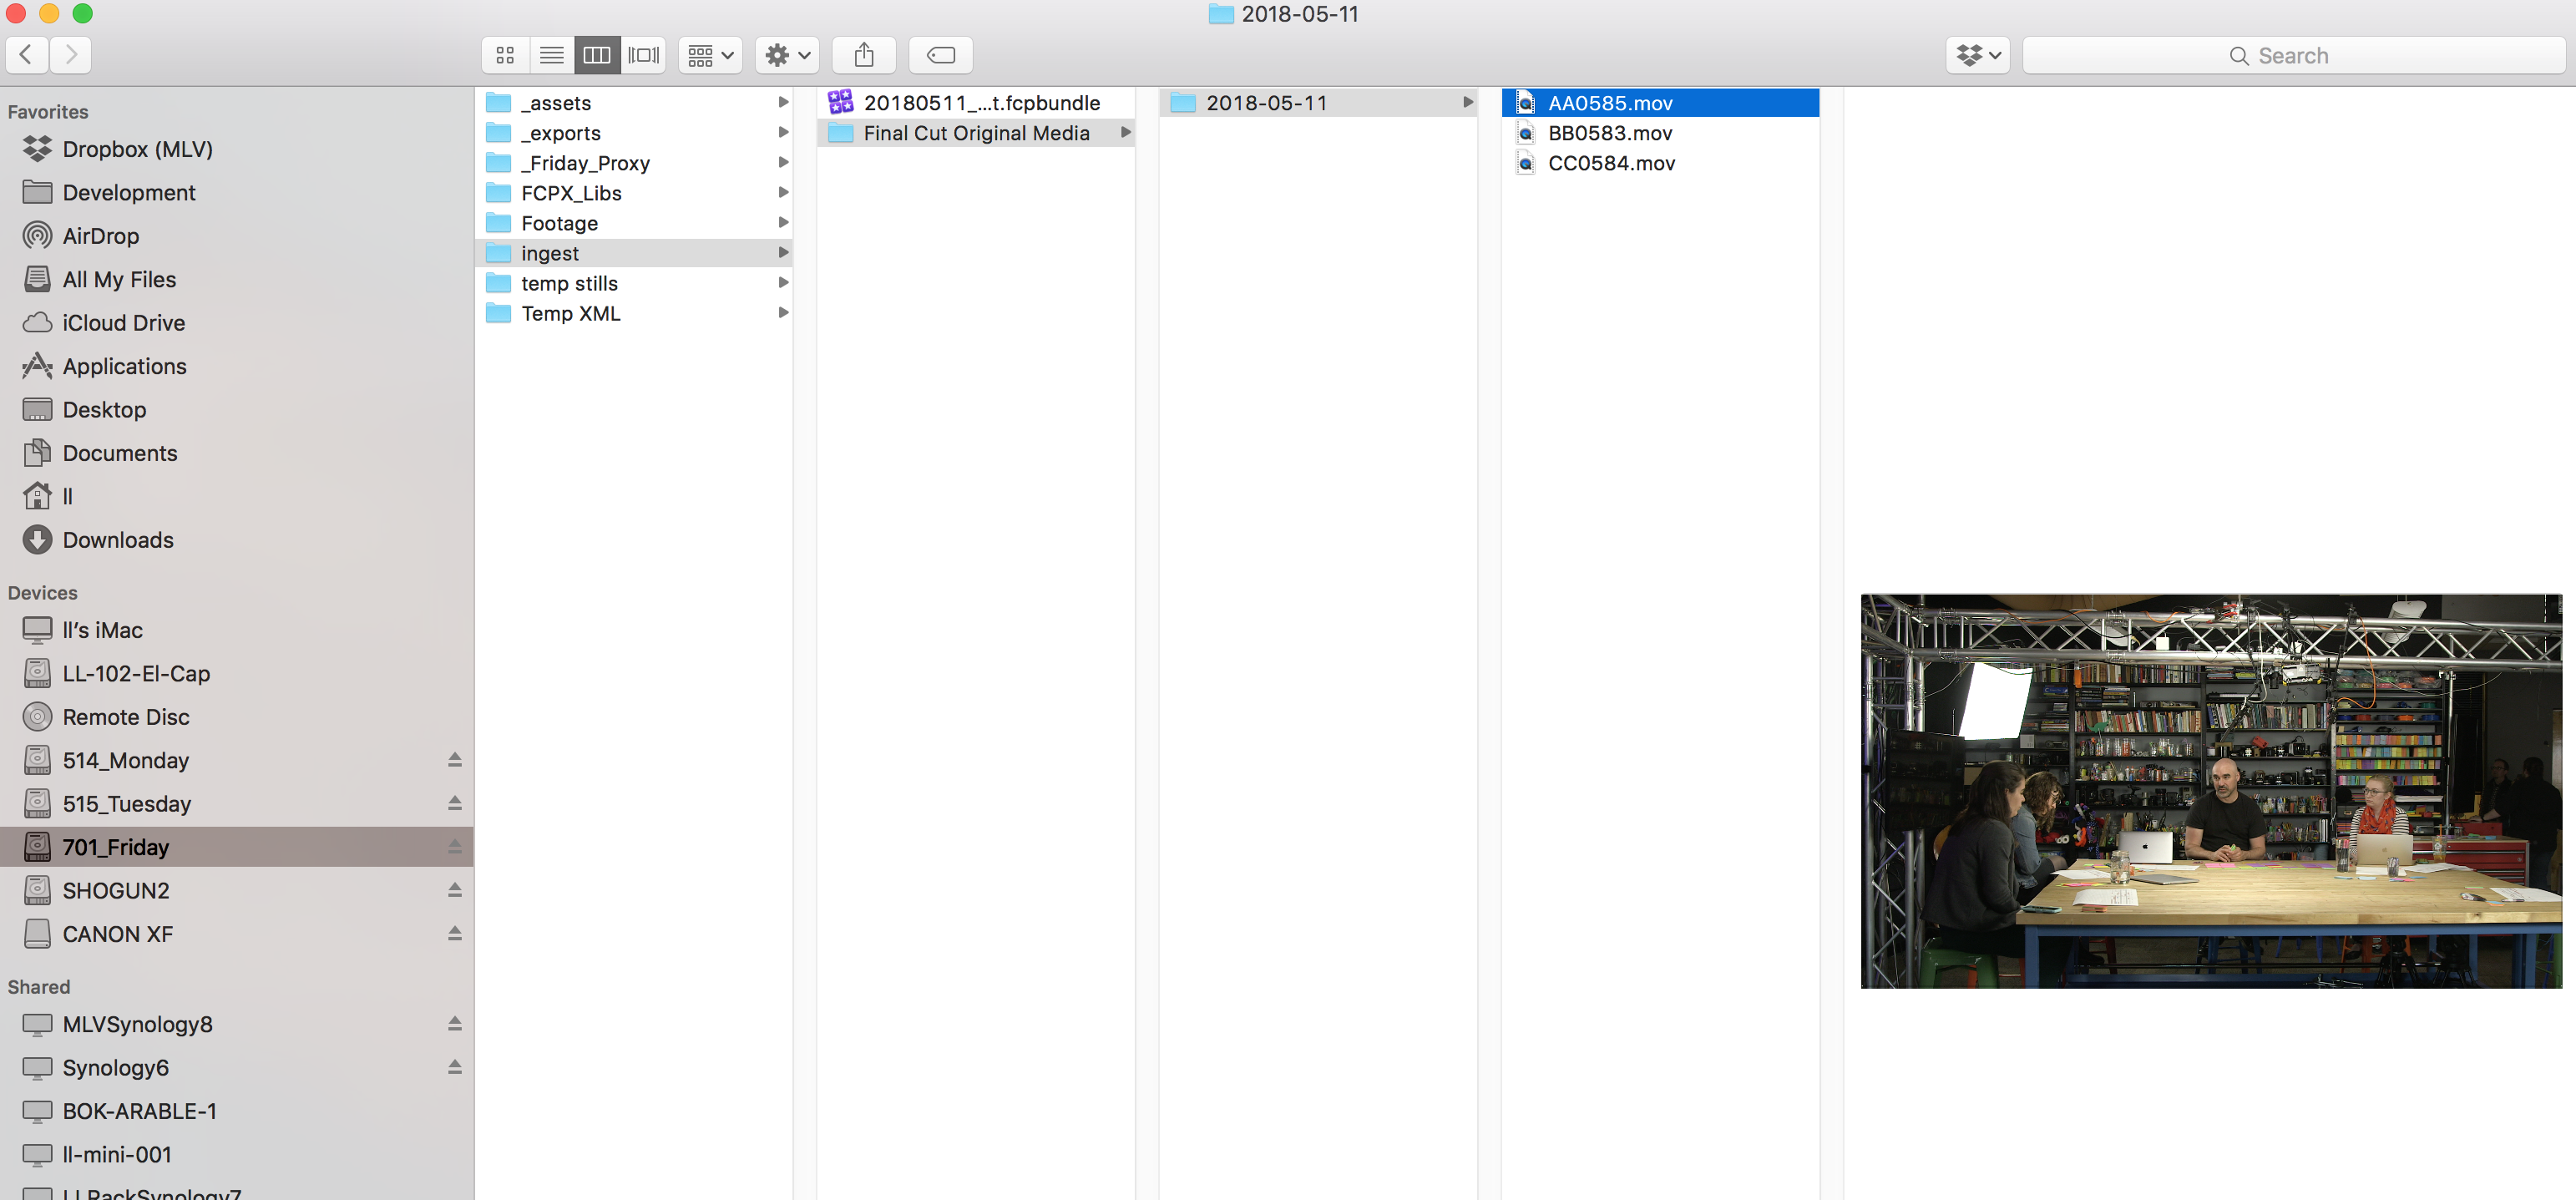 2018-05-11
Search
Favorites
Dropbox (MLV)
Development
AirDrop
All My Files
iCloud Drive
Applications
Desktop
Documents
ll
Downloads
Devices
ll’s iMac
LL-102-El-Cap
Remote Disc
514_Monday
515_Tuesday
701_Friday
SHOGUN2
CANON XF
Shared
MLVSynology8
Synology6
BOK-ARABLE-1
ll-mini-001
LLRackSynology7
_assets
_exports
_Friday_Proxy
FCPX_Libs
Footage
ingest
temp stills
Temp XML
20180511_...t.fcpbundle
Final Cut Original Media
2018-05-11
AA0585.mov
BB0583.mov
CC0584.mov